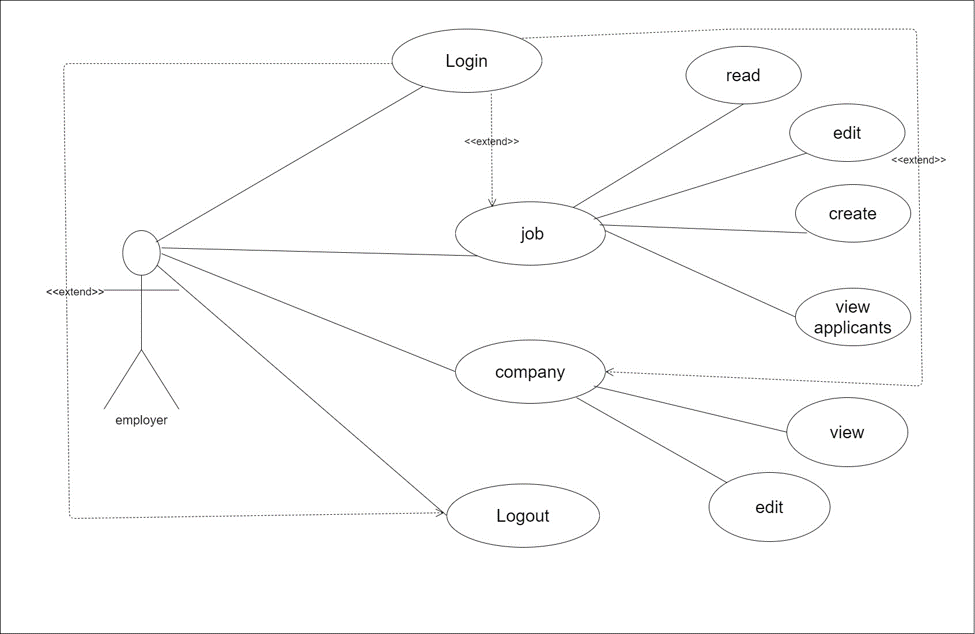 Login
read
edit
<<extend>>
<<extend>>
create
job
<<extend>>
view
applicants
company
employer
view
edit
Logout